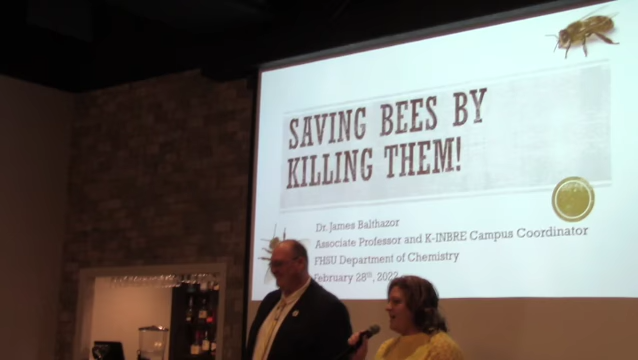 SAVING BEES BY
KILLING THEM!
Dr. James Balthazor
Associate Professor and K-INBRE Campus Coordinator
FHSU Department of Chemistry
February 28th, 2022